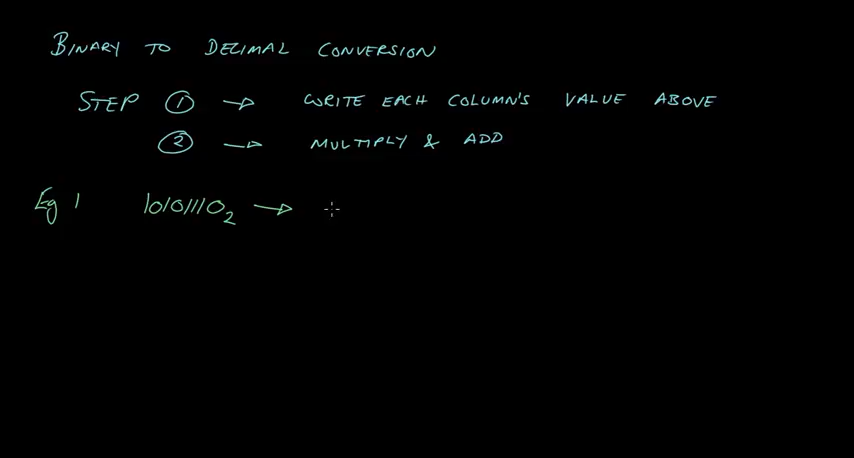 BINARY TO DECIMAL CONVERSION
STEP ① → WRITE EACH COLUMN'S VALUE ABOVE
② → MULTIPLY & ADD
Eg 1 10101110₂ →